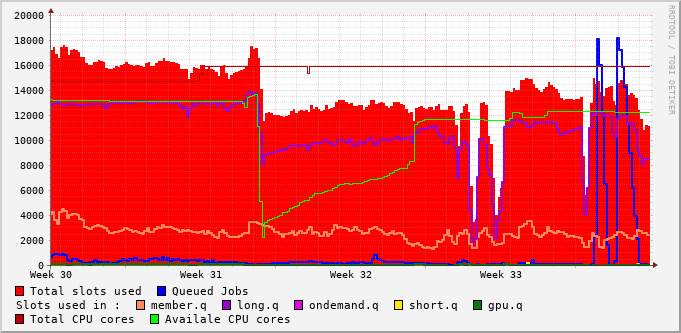 20000
18000
16000
14000
12000
10000
8000
6000
4000
2000
0
Week 30 Week 31 Week 32 Week 33
RRDTOOL / TOBI OETIKER
Total slots used Queued Jobs
Slots used in : member.q long.q ondemand.q short.q gpu.q
Total CPU cores Availale CPU cores